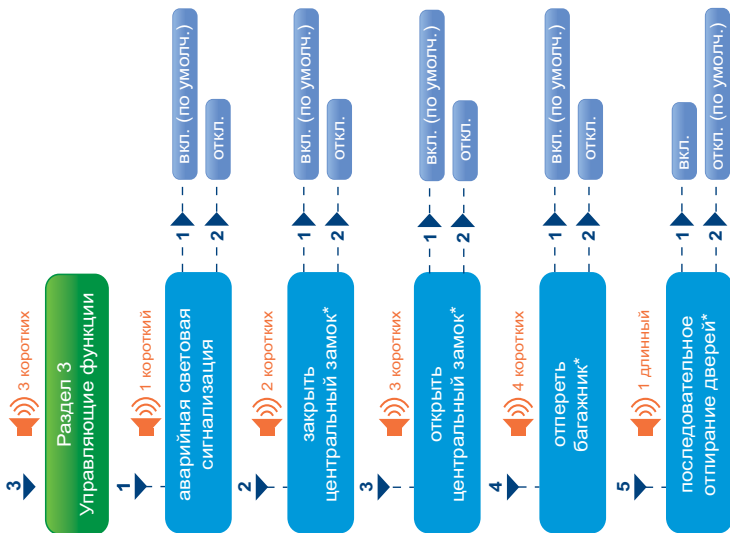 3
3 коротких
Раздел 3
Управляющие функции
1
1 короткий
аварийная световая
сигнализация
1
вкл. (по умолч.)
2
откл.
2
2 коротких
закрыть
центральный замок*
1
вкл. (по умолч.)
2
откл.
3
3 коротких
открыть
центральный замок*
1
вкл. (по умолч.)
2
откл.
4
4 коротких
отпереть
багажник*
1
вкл. (по умолч.)
2
откл.
5
1 длинный
последовательное
отпирание дверей*
1
вкл.
2
откл. (по умолч.)